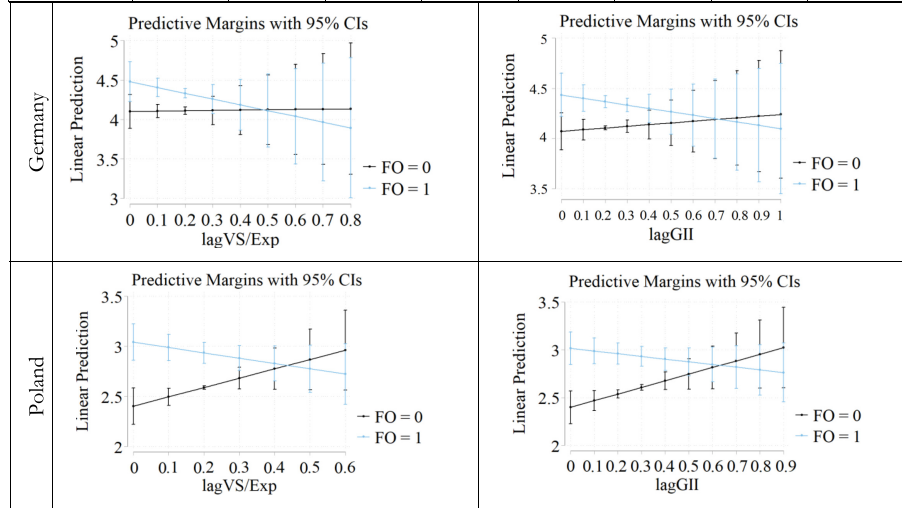 Germany
Predictive Margins with 95% CIs
Linear Prediction
5
4.5
4
3.5
3
0 0.1 0.2 0.3 0.4 0.5 0.6 0.7 0.8
lagVS/Exp
FO = 0
FO = 1
Predictive Margins with 95% CIs
Linear Prediction
5
4.5
4
3.5
0 0.1 0.2 0.3 0.4 0.5 0.6 0.7 0.8 0.9 1
lagGII
FO = 0
FO = 1
Poland
Predictive Margins with 95% CIs
Linear Prediction
3.5
3
2.5
2
0 0.1 0.2 0.3 0.4 0.5 0.6
lagVS/Exp
FO = 0
FO = 1
Predictive Margins with 95% CIs
Linear Prediction
3.5
3
2.5
2
0 0.1 0.2 0.3 0.4 0.5 0.6 0.7 0.8 0.9
lagGII
FO = 0
FO = 1